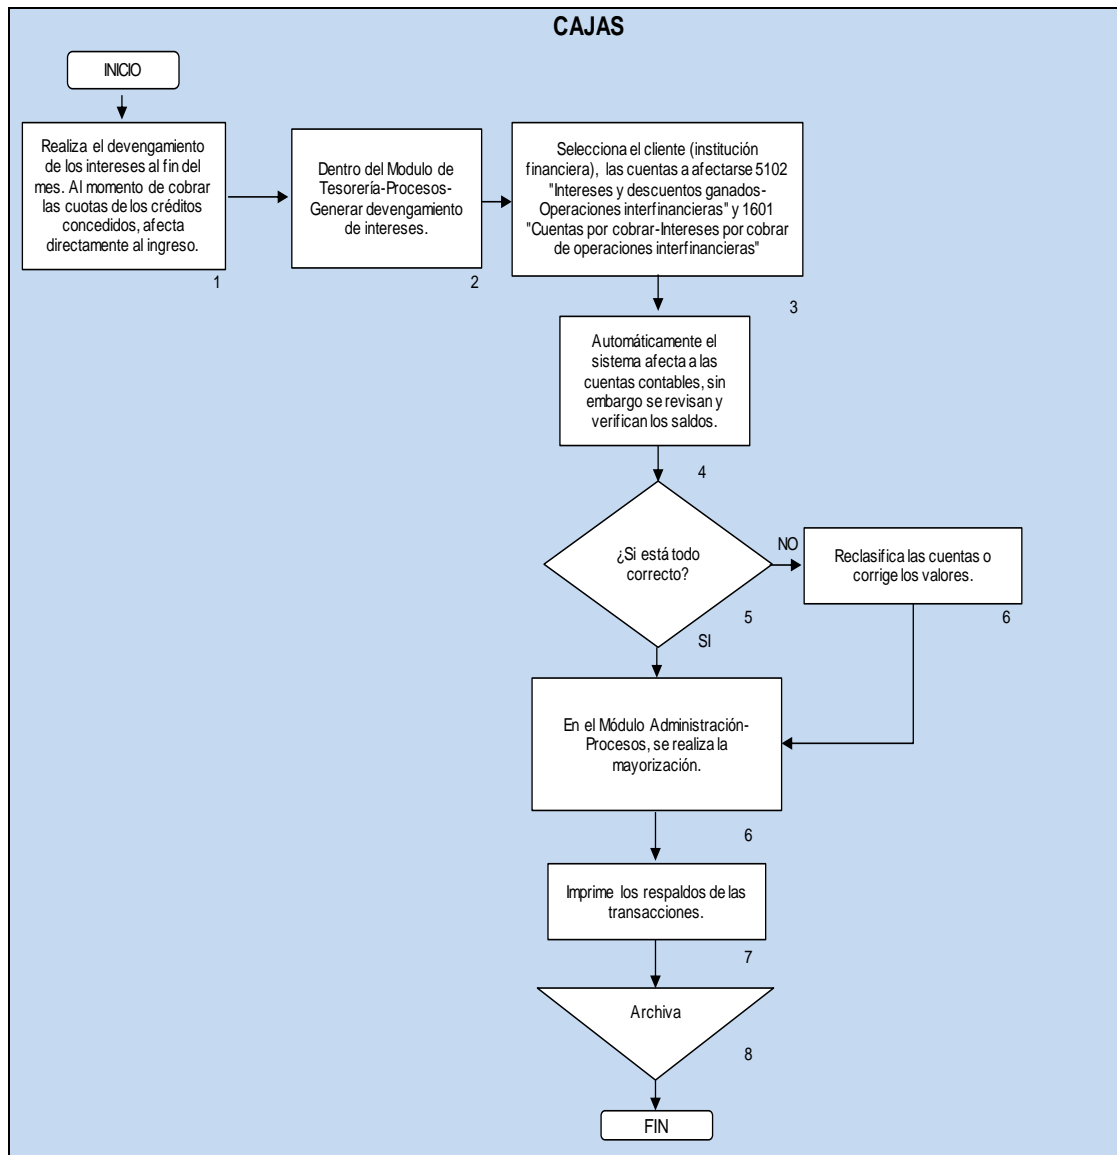 CAJAS
INICIO
Realiza el devengamiento
de los intereses al fin del
mes. Al momento de cobrar
las cuotas de los créditos
concedidos, afecta
directamente al ingreso.
1
Dentro del Modulo de
Tesorería-Procesos-
Generar devengamiento
de intereses.
2
Selecciona el cliente (institución
financiera), las cuentas a afectarse 5102
"Intereses y descuentos ganados-
Operaciones interfinancieras" y 1601
"Cuentas por cobrar-Intereses por cobrar
de operaciones interfinancieras"
3
Automáticamente el
sistema afecta a las
cuentas contables, sin
embargo se revisan y
verifican los saldos.
4
¿Si está todo
correcto?
5
NO
Reclasifica las cuentas o
corrige los valores.
6
SI
En el Módulo Administración-
Procesos, se realiza la
mayorización.
6
Imprime los respaldos de las
transacciones.
7
Archiva
8
FIN